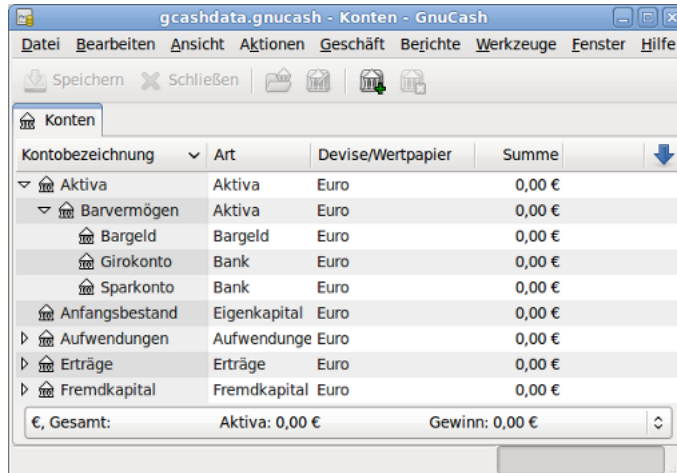 gcashdata.gnucash - Konten - GnuCash
Datei Bearbeiten Ansicht Aktionen Geschäft Berichte Werkzeuge Fenster Hilfe
Speichern Schließen
Konten
Kontobezeichnung Art Devise/Wertpapier Summe
Aktiva Aktiva Euro 0,00 €
Barvermögen Aktiva Euro 0,00 €
Bargeld Bargeld Euro 0,00 €
Girokonto Bank Euro 0,00 €
Sparkonto Bank Euro 0,00 €
Anfangsbestand Eigenkapital Euro 0,00 €
Aufwendungen Aufwendunge Euro 0,00 €
Erträge Erträge Euro 0,00 €
Fremdkapital Fremdkapital Euro 0,00 €
€, Gesamt: Aktiva: 0,00 € Gewinn: 0,00 €